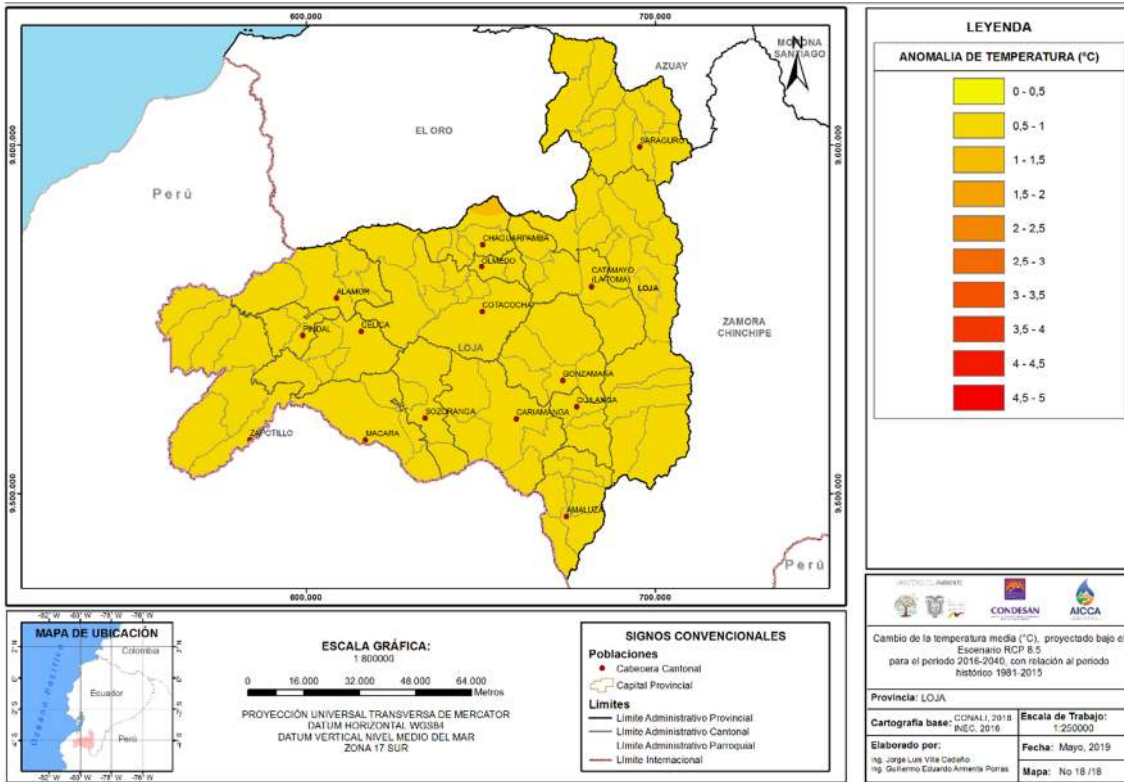 600.000
700.000
MORONA
SANTIAGO
N
AZUAY
EL ORO
SARAGURO
9.600.000
9.600.000
Perú
CHAGUARPAMBA
OLMEDO
CATAMAYO
(LA TOMA)
LOJA
ALAMOR
COTACOCHA
ZAMORA
CHINCHIPE
PINDAL
CELICA
LOJA
GONZAMANA
QUILANGA
SOZORANGA
CARIAMANGA
ZAPOTILLO
MACARA
9.500.000
9.500.000
AMALUZA
Perú
600.000
700.000
LEYENDA
ANOMALIA DE TEMPERATURA (°C)
0 - 0,5
0,5 - 1
1 - 1,5
1,5 - 2
2 - 2,5
2,5 - 3
3 - 3,5
3,5 - 4
4 - 4,5
4,5 - 5
MAPA DE UBICACIÓN
Colombia
Ecuador
Perú
Oceano Pacifico
ESCALA GRÁFICA:
1:800000
0 16.000 32.000 48.000 64.000
Metros
PROYECCIÓN UNIVERSAL TRANSVERSA DE MERCATOR
DATUM HORIZONTAL WGS84
DATUM VERTICAL NIVEL MEDIO DEL MAR
ZONA 17 SUR
SIGNOS CONVENCIONALES
Poblaciones
Cabecera Cantonal
Capital Provincial
Límites
Límite Administrativo Provincial
Límite Administrativo Cantonal
Límite Administrativo Parroquial
Límite Internacional
CONDESAN
AICCA
Cambio de la temperatura media (°C), proyectado bajo el
Escenario RCP 8.5
para el periodo 2016-2040, con relación al periodo
histórico 1981-2015
Provincia: LOJA
Cartografía base: CONALI, 2018
INEC, 2016
Escala de Trabajo:
1:250000
Elaborado por:
Ing. Jorge Luis Villa Cedeño
Ing. Guillermo Eduardo Armenta Porras
Fecha: Mayo, 2019
Mapa: No 18 /18